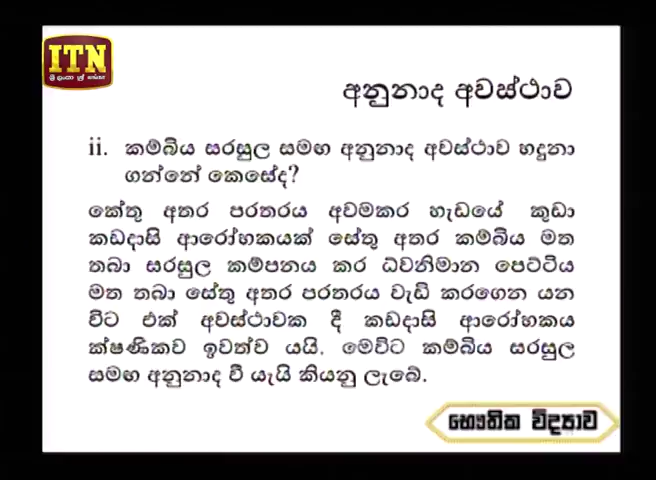 ITN
ශ්‍රී ලංකා ශ්‍රේ සභාව
අනුනාද අවස්ථාව
ii. කම්බිය සරසුල සමඟ අනුනාද අවස්ථාව හදුනා
ගන්නේ කෙසේද?
කේතු අතර පරතරය අවමකර හැඩයේ කුඩා
කඩදාසි ආරෝහකයක් සේතු අතර කම්බිය මත
තබා සරසුල කම්පනය කර ධ්වනිමාන පෙට්ටිය
මත තබා සේතු අතර පරතරය වැඩි කරගෙන යන
විට එක් අවස්ථාවක දී කඩදාසි ආරෝහකය
ක්ෂණිකව ඉවත්ව යයි. මෙවිට කම්බිය සරසුල
සමඟ අනුනාද වී යැයි කියනු ලැබේ.
භෞතික විද්‍යාව